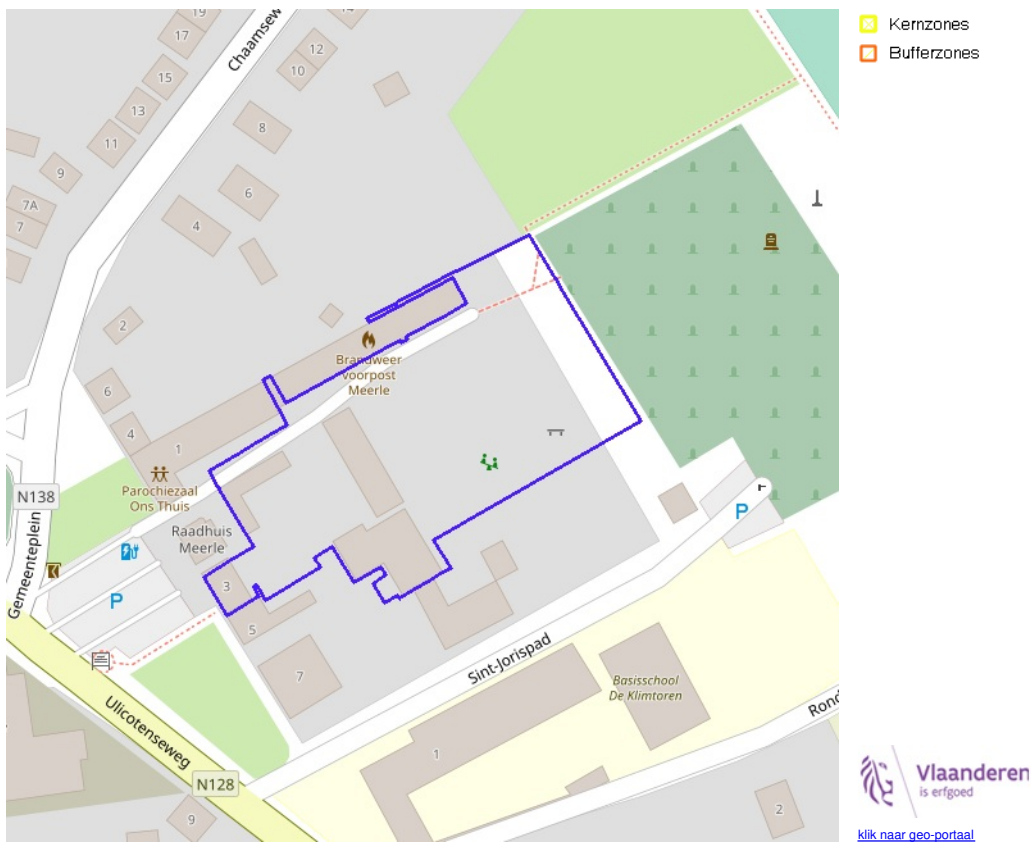 Kernzones
Bufferzones
19
14
17
Chaamsew
12
10
15
13
8
11
9
6
7A
7
4
2
Brandweer
voorpost
Meerle
6
4
1
Parochiezaal
Ons Thuis
N138
Raadhuis
Meerle
P
Gemeenteplein
3
P
5
7
Sint-Jorispad
Basisschool
De Klimtoren
Rond
Ulicotenseweg
1
N128
9
2
Vlaanderen
is erfgoed
klik naar geo-portaal